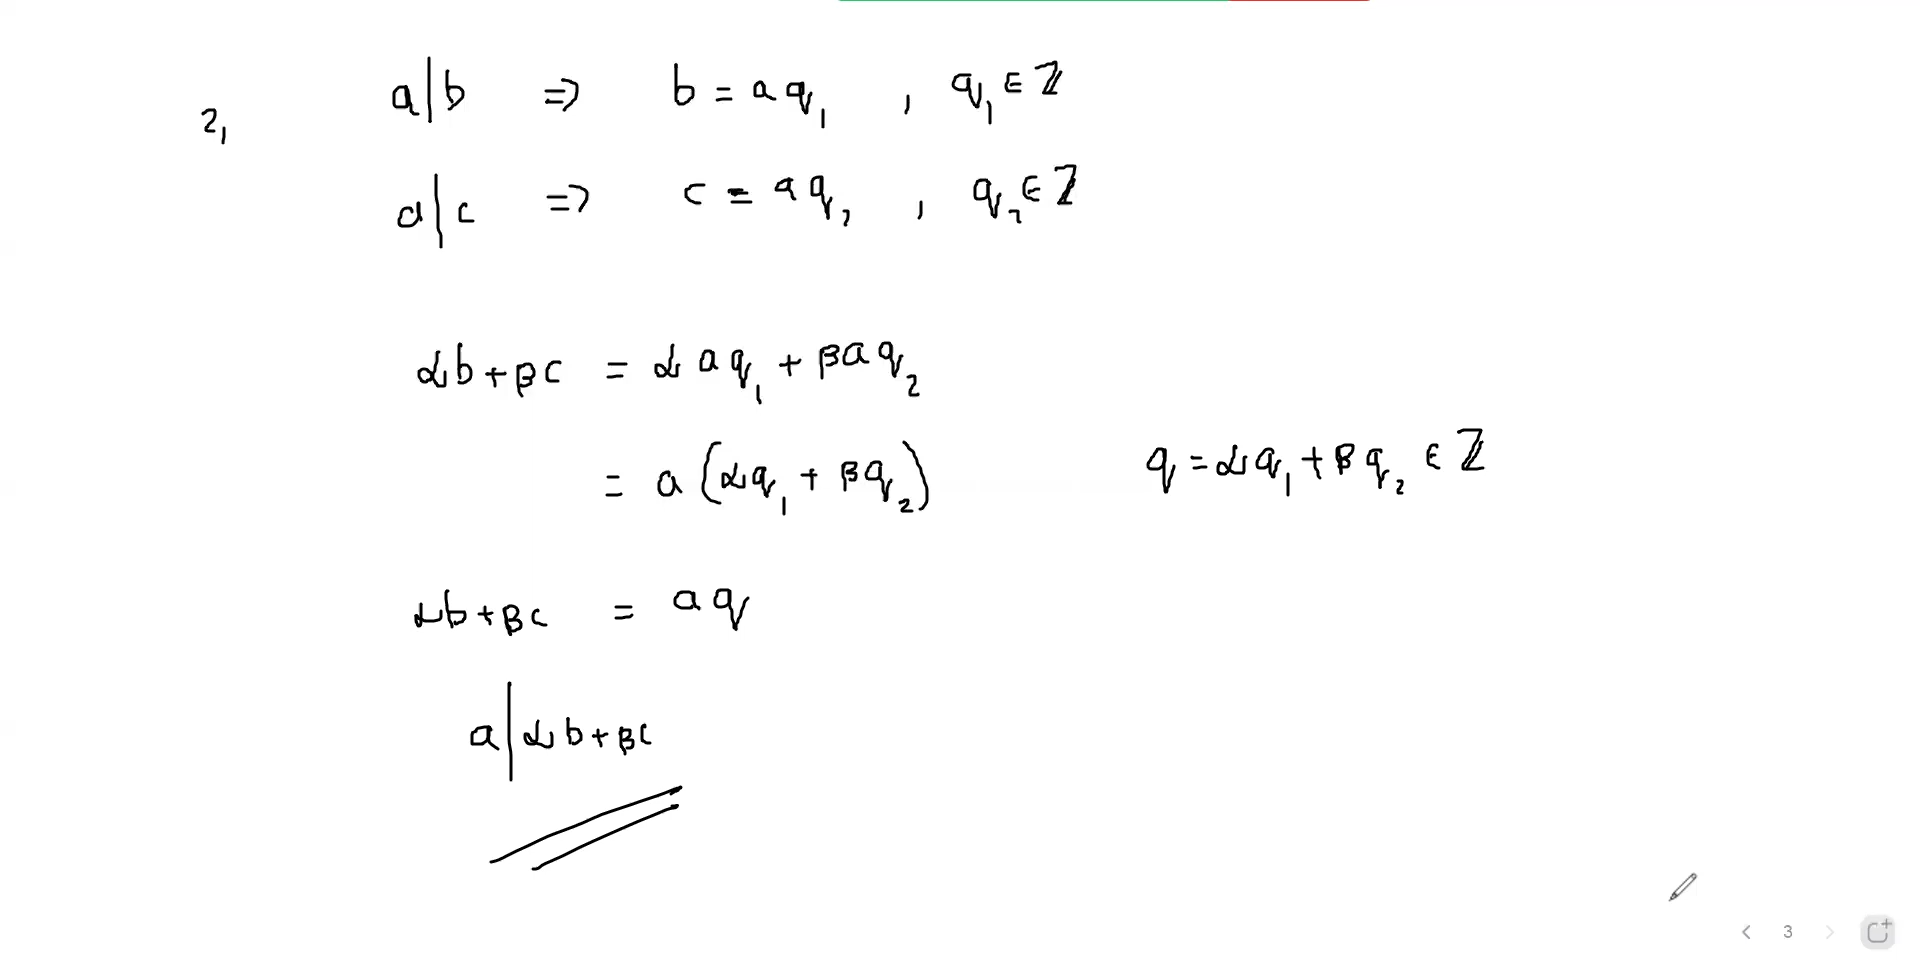 2,
a|b ⇒ b = aq₁ , q₁ ∈ ℤ
a|c ⇒ c = aq₂ , q₂ ∈ ℤ
αb + βc = αaq₁ + βaq₂
= a(αq₁ + βq₂) q = αq₁ + βq₂ ∈ ℤ
αb + βc = aq
a|αb + βc
3